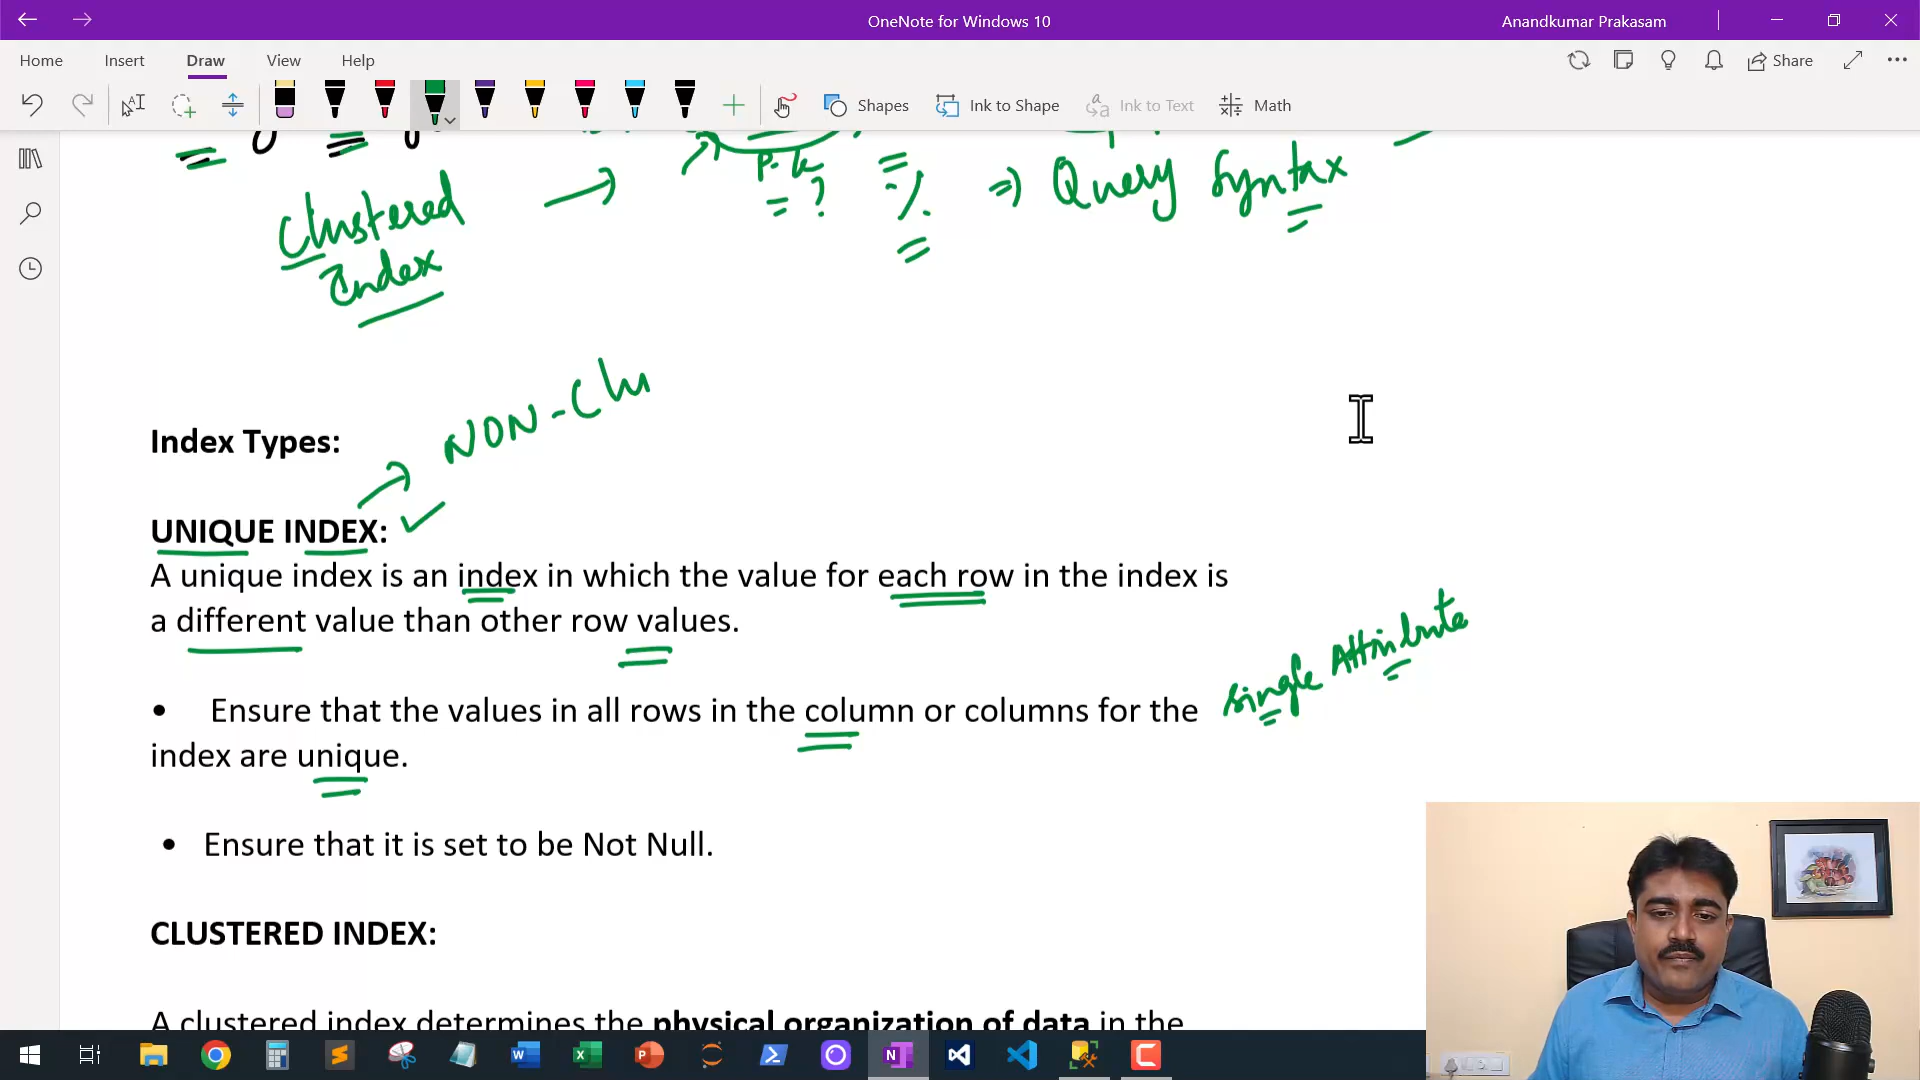 OneNote for Windows 10
Anandkumar Prakasam
Home Insert Draw View Help
Share
Shapes
Ink to Shape
Ink to Text
Math
P.k
= ?
⇒ Query Syntax
Clustered
Index
NON-Clu
Index Types:
UNIQUE INDEX:
A unique index is an index in which the value for each row in the index is
a different value than other row values.
Single Attribute
• Ensure that the values in all rows in the column or columns for the
index are unique.
• Ensure that it is set to be Not Null.
CLUSTERED INDEX:
A clustered index determines the physical organization of data in the